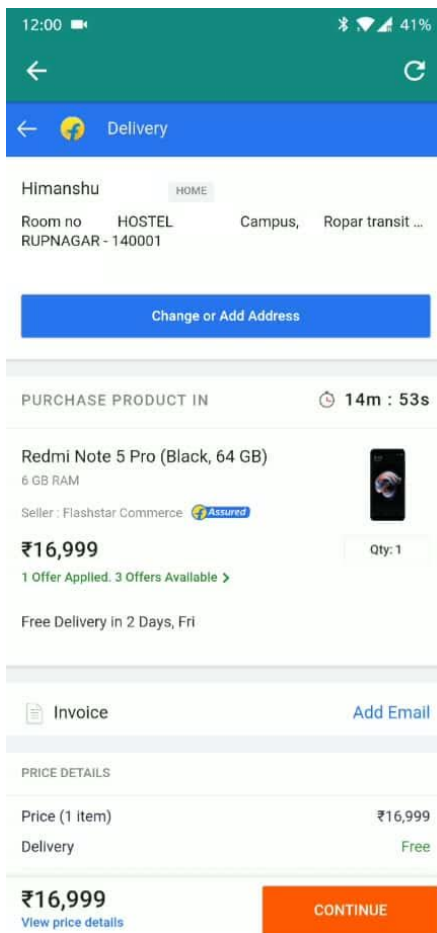 12:00 41%
Delivery
Himanshu HOME
Room no HOSTEL Campus, Ropar transit ...
RUPNAGAR - 140001
Change or Add Address
PURCHASE PRODUCT IN 14m : 53s
Redmi Note 5 Pro (Black, 64 GB)
6 GB RAM
Seller : Flashstar Commerce Assured
₹16,999 Qty: 1
1 Offer Applied. 3 Offers Available >
Free Delivery in 2 Days, Fri
Invoice Add Email
PRICE DETAILS
Price (1 item) ₹16,999
Delivery Free
₹16,999
View price details
CONTINUE